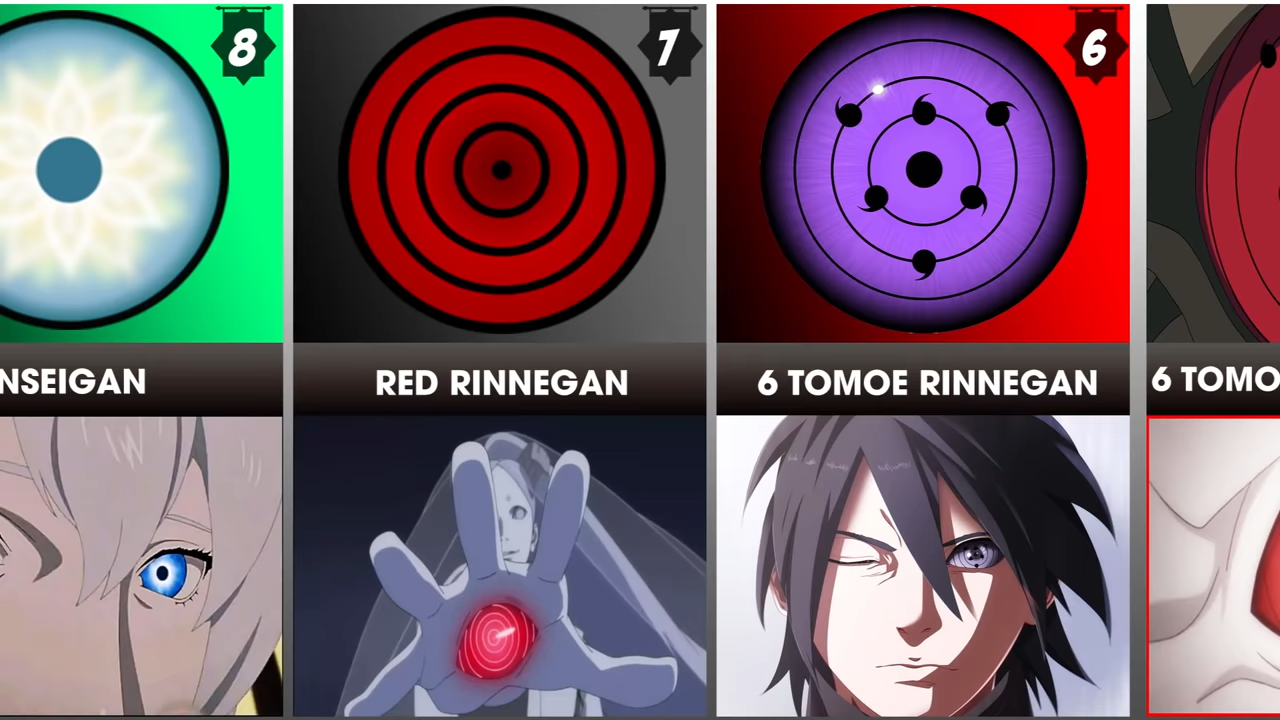 8
7
6
NSEIGAN
RED RINNEGAN
6 TOMOE RINNEGAN
6 TOMO